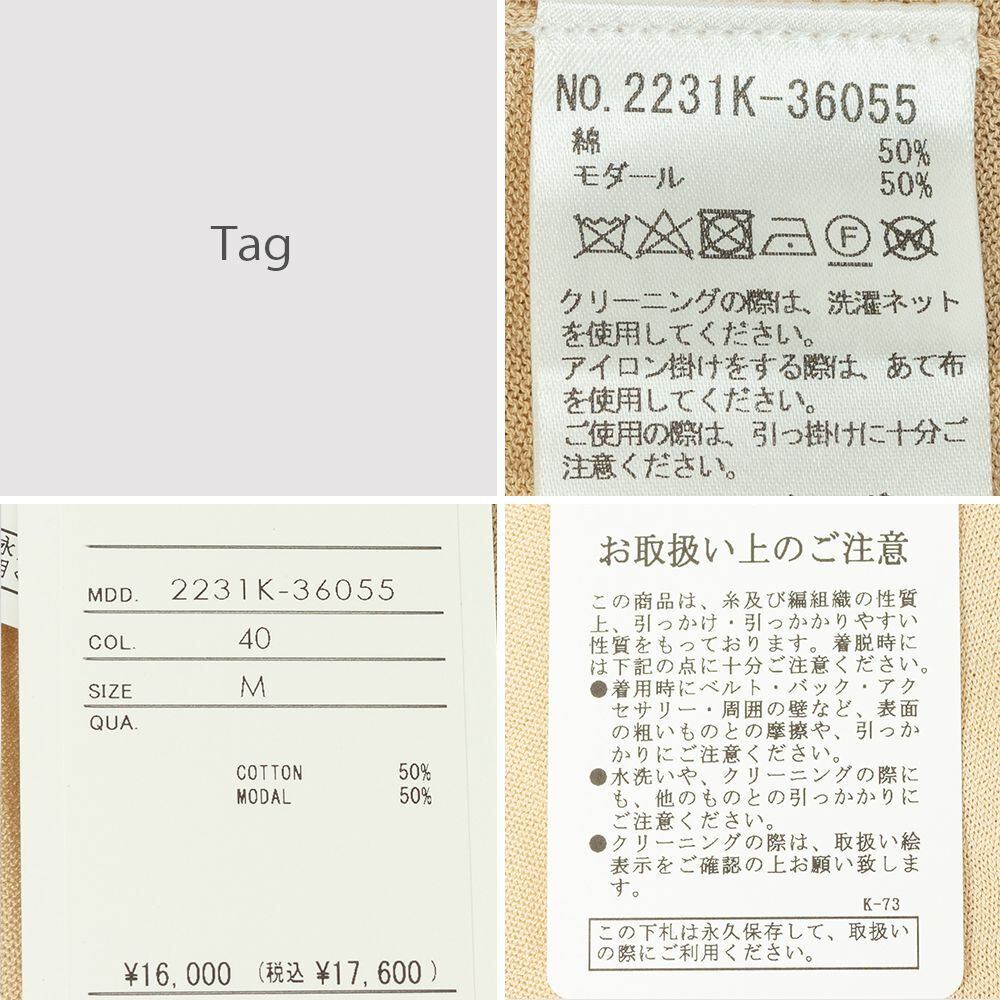 Tag
NO. 2231K-36055
綿 50%
モダール 50%
F
W
クリーニングの際は、洗濯ネット
を使用してください。
アイロン掛けをする際は、あて布
を使用してください。
ご使用の際は、引っ掛けに十分ご
注意ください。
MDD. 2231K-36055
COL. 40
SIZE M
QUA.
COTTON 50%
MODAL 50%
¥16,000 (税込 ¥17,600)
お取扱い上のご注意
この商品は、糸及び編組織の性質
上、引っかけ・引っかかりやすい
性質をもっております。着脱時に
は下記の点に十分ご注意ください。
●着用時にベルト・バック・アク
セサリー・周囲の壁など、表面
の粗いものとの摩擦や、引っか
かりにご注意ください。
●水洗いや、クリーニングの際に
も、他のものとの引っかかりに
ご注意ください。
●クリーニングの際は、取扱い絵
表示をご確認の上お願い致しま
す。
K-73
この下札は永久保存して、取扱い
の際にご利用ください。